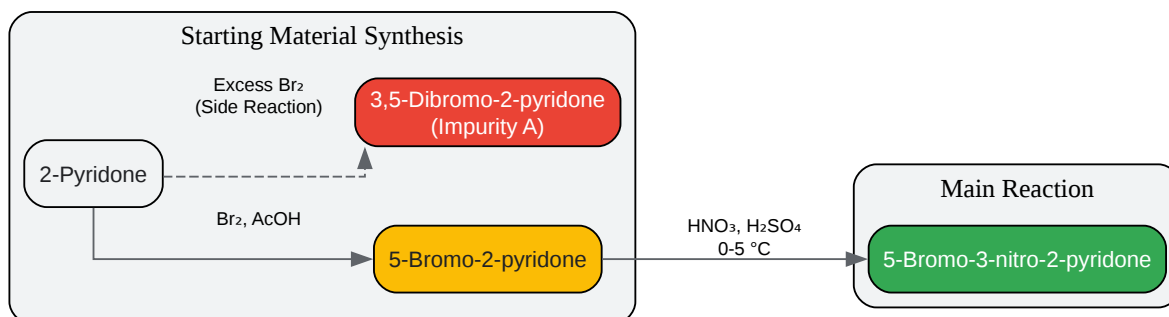 Starting Material Synthesis
Excess Br₂
(Side Reaction)
3,5-Dibromo-2-pyridone
(Impurity A)
2-Pyridone
Br₂, AcOH
5-Bromo-2-pyridone
HNO₃, H₂SO₄
0-5 °C
Main Reaction
5-Bromo-3-nitro-2-pyridone